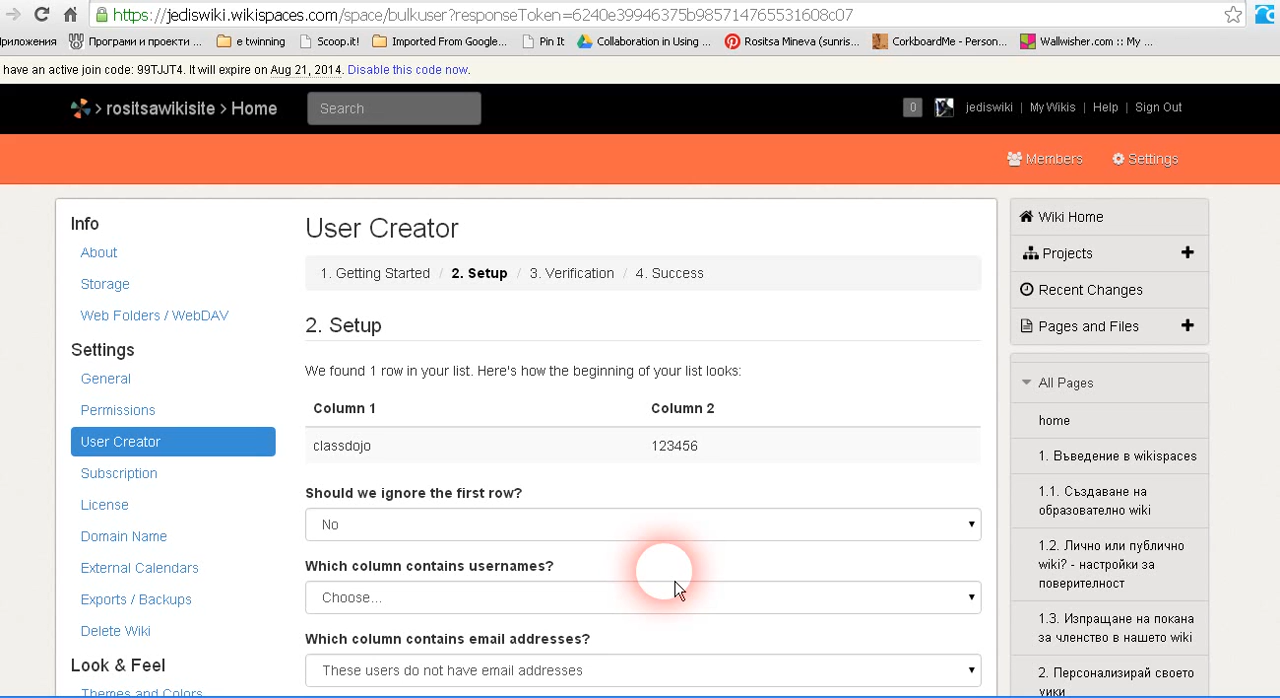 https://jediswiki.wikispaces.com/space/bulkuser?responseToken=6240e39946375b985714765531608c07
риложения Програми и проекти ... e twinning Scoop.it! Imported From Google... Pin It Collaboration in Using ... Rositsa Mineva (sunris... CorkboardMe - Person... Wallwisher.com :: My ...
have an active join code: 99TJJT4. It will expire on Aug 21, 2014. Disable this code now.
> rositsawikisite > Home
Search
0 jediswiki | My Wikis | Help | Sign Out
Members Settings
Info
About
Storage
Web Folders / WebDAV
Settings
General
Permissions
User Creator
Subscription
License
Domain Name
External Calendars
Exports / Backups
Delete Wiki
Look & Feel
Themes and Colors
User Creator
1. Getting Started / 2. Setup / 3. Verification / 4. Success
2. Setup
We found 1 row in your list. Here's how the beginning of your list looks:
Column 1 Column 2
classdojo 123456
Should we ignore the first row?
No
Which column contains usernames?
Choose...
Which column contains email addresses?
These users do not have email addresses
Wiki Home
Projects +
Recent Changes
Pages and Files +
All Pages
home
1. Въведение в wikispaces
1.1. Създаване на
образователно wiki
1.2. Лично или публично
wiki? - настройки за
поверителност
1.3. Изпращане на покана
за членство в нашето wiki
2. Персонализирай своето
уики